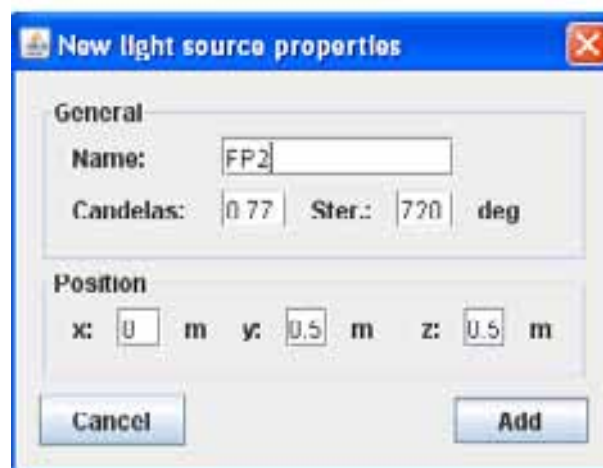 New light source properties
General
Name: FP2
Candelas: 0.77 Ster.: 720 deg
Position
x: 0 m y: 0.5 m z: 0.5 m
Cancel Add